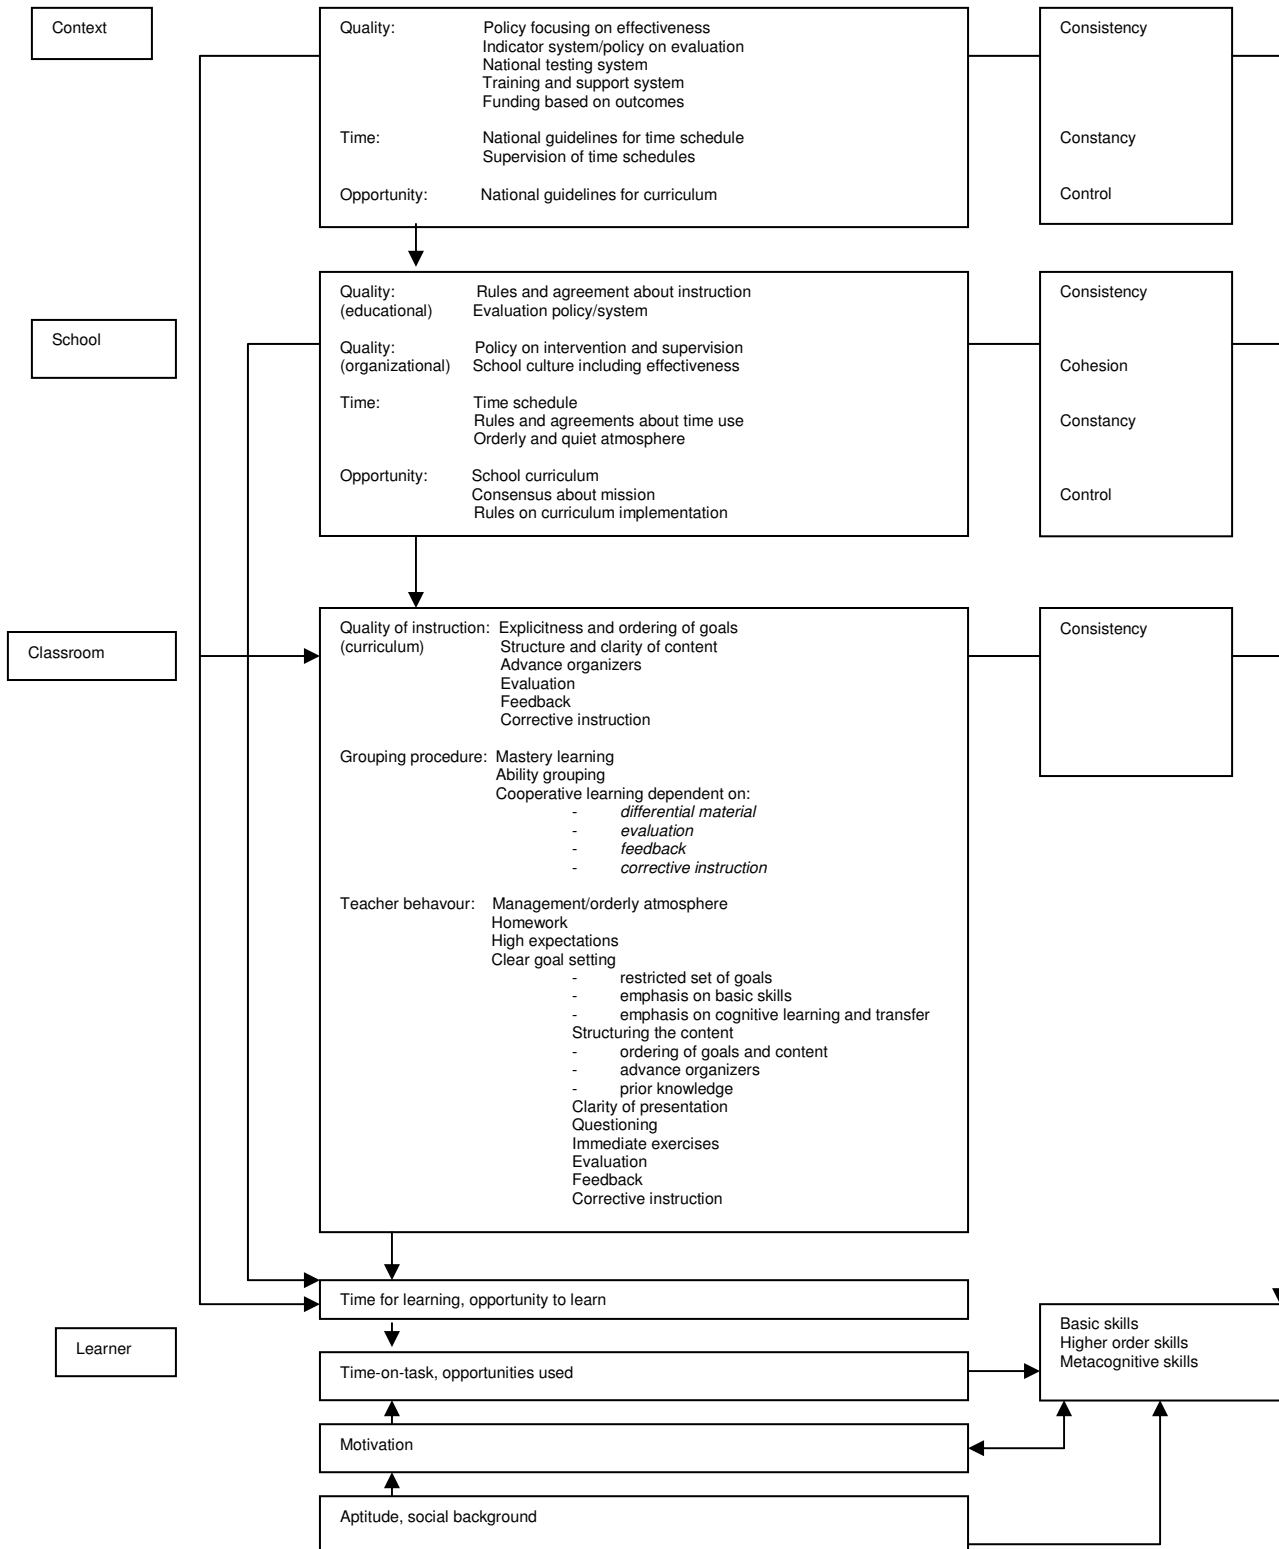 Context
Quality: Policy focusing on effectiveness
Indicator system/policy on evaluation
National testing system
Training and support system
Funding based on outcomes
Time: National guidelines for time schedule
Supervision of time schedules
Opportunity: National guidelines for curriculum
Consistency
Constancy
Control
School
Quality: Rules and agreement about instruction
(educational) Evaluation policy/system
Quality: Policy on intervention and supervision
(organizational) School culture including effectiveness
Time: Time schedule
Rules and agreements about time use
Orderly and quiet atmosphere
Opportunity: School curriculum
Consensus about mission
Rules on curriculum implementation
Consistency
Cohesion
Constancy
Control
Classroom
Quality of instruction: Explicitness and ordering of goals
(curriculum) Structure and clarity of content
Advance organizers
Evaluation
Feedback
Corrective instruction
Grouping procedure: Mastery learning
Ability grouping
Cooperative learning dependent on:
- differential material
- evaluation
- feedback
- corrective instruction
Teacher behavour: Management/orderly atmosphere
Homework
High expectations
Clear goal setting
- restricted set of goals
- emphasis on basic skills
- emphasis on cognitive learning and transfer
Structuring the content
- ordering of goals and content
- advance organizers
- prior knowledge
Clarity of presentation
Questioning
Immediate exercises
Evaluation
Feedback
Corrective instruction
Consistency
Time for learning, opportunity to learn
Learner
Time-on-task, opportunities used
Motivation
Aptitude, social background
Basic skills
Higher order skills
Metacognitive skills